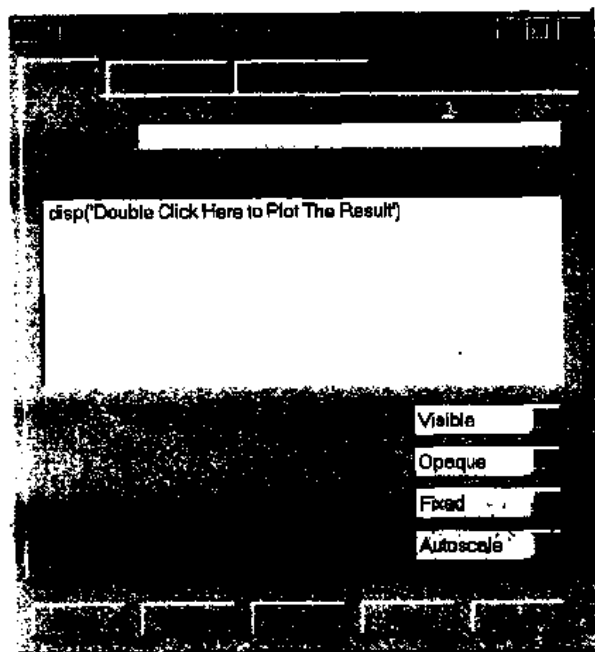 disp('Double Click Here to Plot The Result')
Visible
Opaque
Fixed
Autoscale